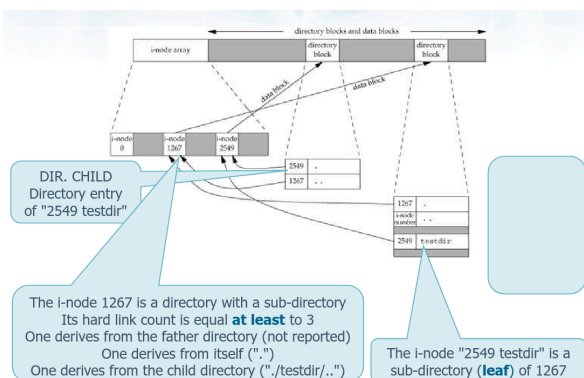 directory blocks and data blocks
i-node array
directory
block
directory
block
data block
data block
i-node
0
i-node
1267
i-node
2549
2549 .
1267 ..
DIR. CHILD
Directory entry
of "2549 testdir"
1267 .
i-node
number ..
2549 testdir
The i-node 1267 is a directory with a sub-directory
Its hard link count is equal at least to 3
One derives from the father directory (not reported)
One derives from itself (".")
One derives from the child directory ("./testdir/..")
The i-node "2549 testdir" is a
sub-directory (leaf) of 1267